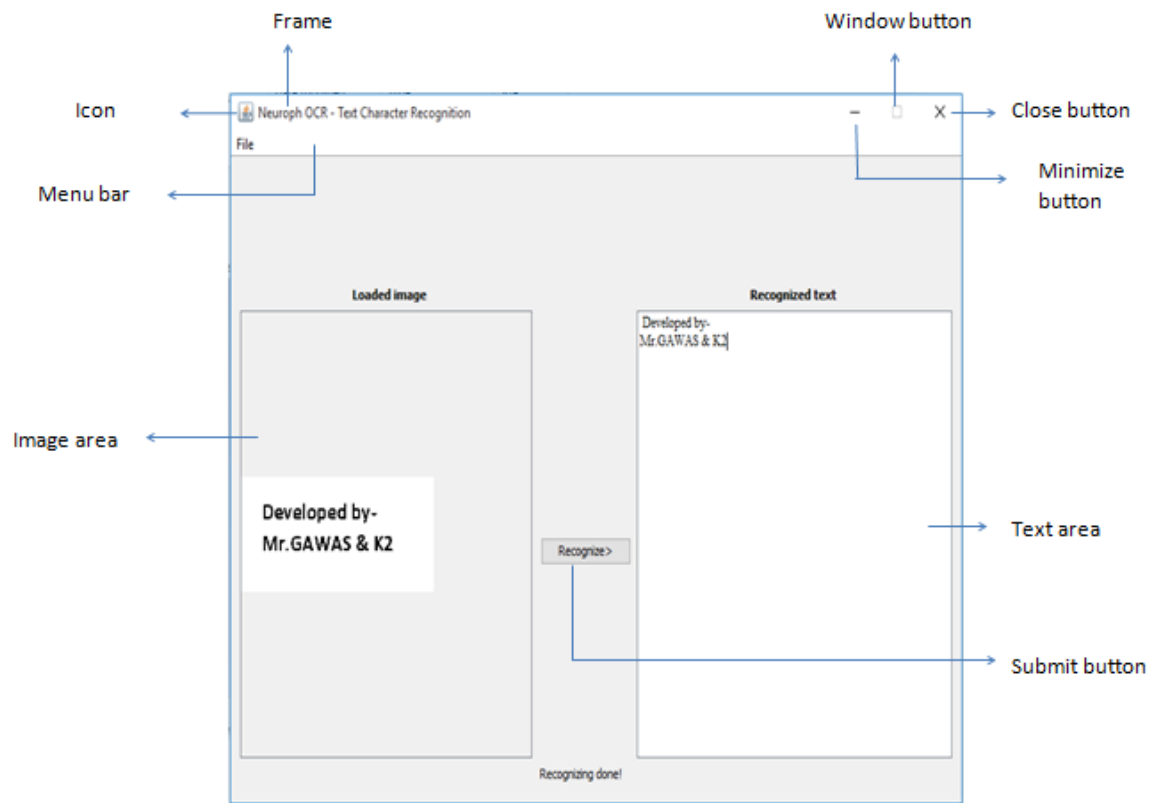 Frame
Window button
Icon
Neuroph OCR - Text Character Recognition
Close button
File
Menu bar
Minimize
button
Loaded image
Recognized text
Developed by-
Mr.GAWAS & K2
Image area
Developed by-
Mr.GAWAS & K2
Recognize>
Text area
Submit button
Recognizing done!